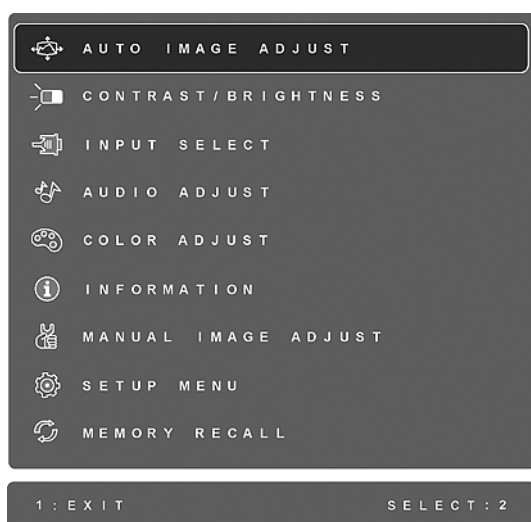 AUTO IMAGE ADJUST
CONTRAST/BRIGHTNESS
INPUT SELECT
AUDIO ADJUST
COLOR ADJUST
INFORMATION
MANUAL IMAGE ADJUST
SETUP MENU
MEMORY RECALL
1:EXIT SELECT:2